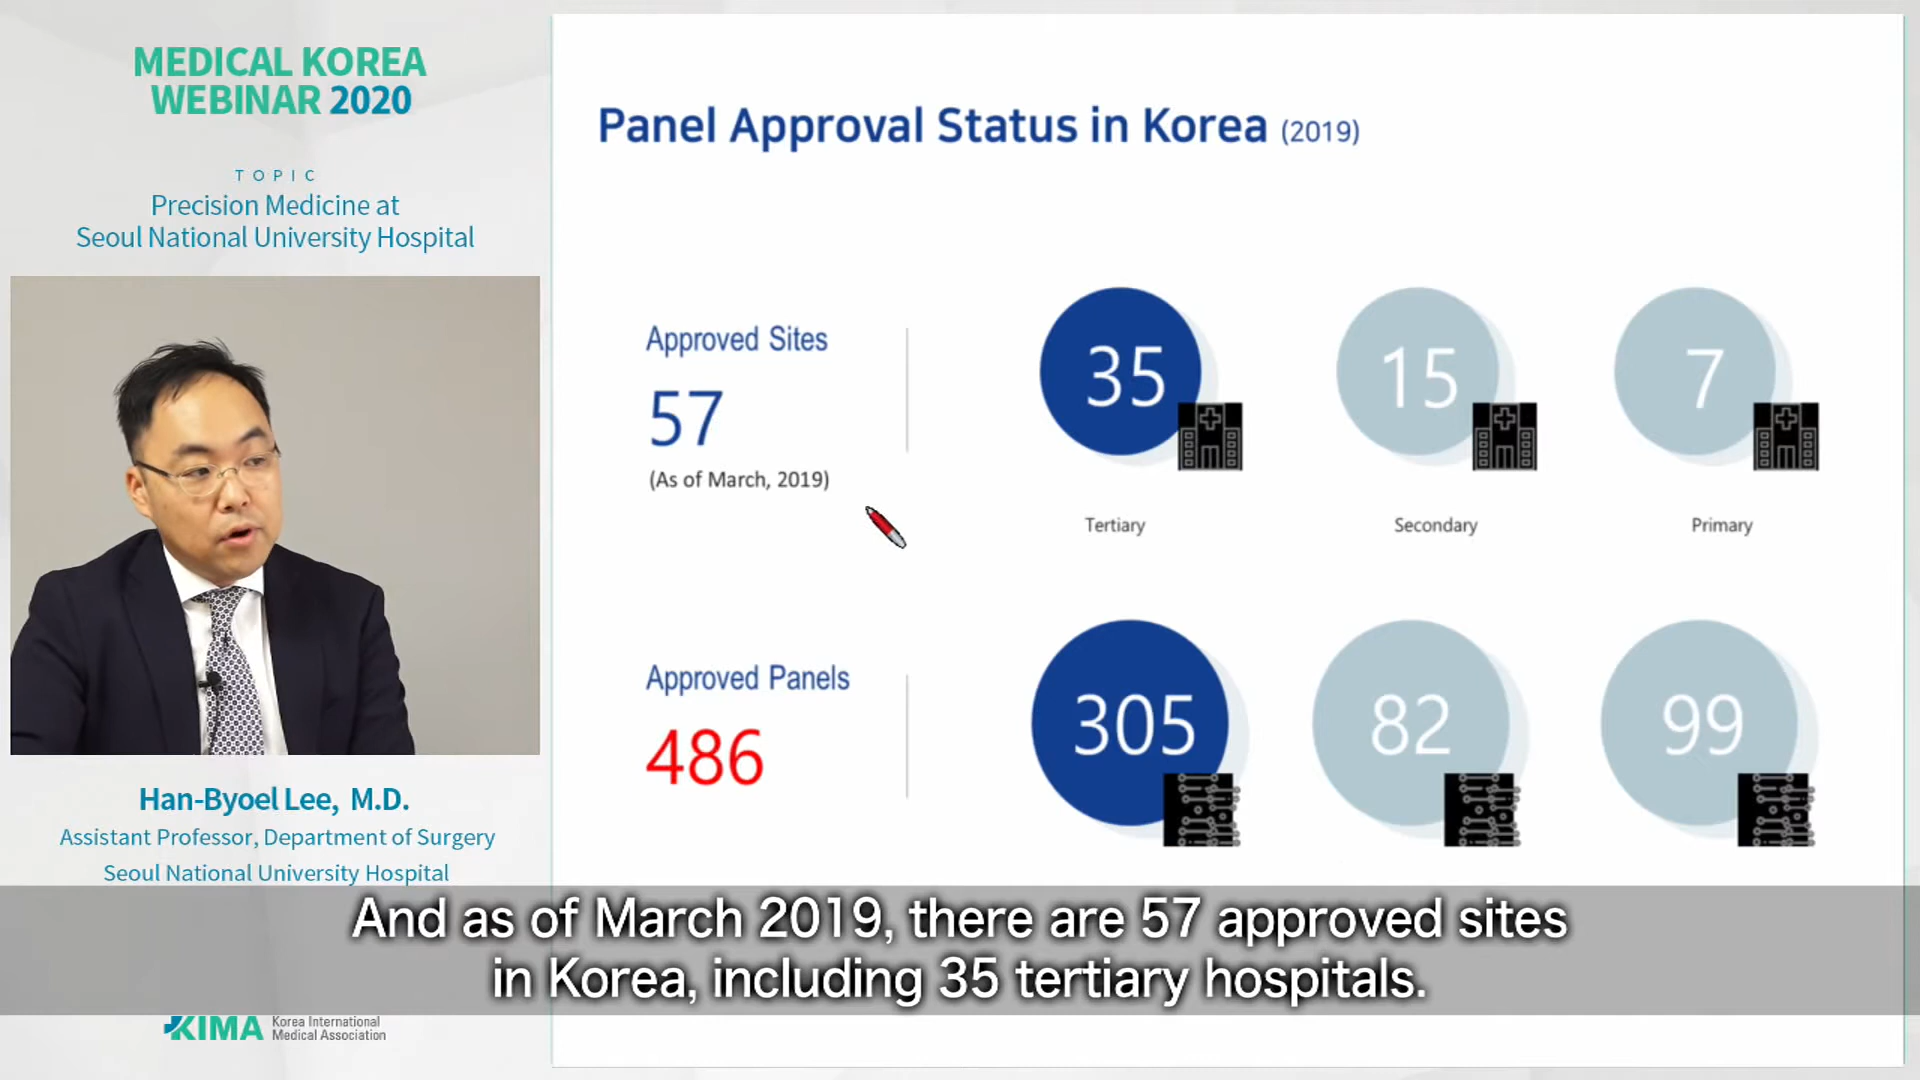 MEDICAL KOREA
WEBINAR 2020
TOPIC
Precision Medicine at
Seoul National University Hospital
Han-Byoel Lee, M.D.
Assistant Professor, Department of Surgery
Seoul National University Hospital
Panel Approval Status in Korea (2019)
Approved Sites
57
(As of March, 2019)
35
15
7
Tertiary
Secondary
Primary
Approved Panels
486
305
82
99
And as of March 2019, there are 57 approved sites
in Korea, including 35 tertiary hospitals.
KIMA
Korea International
Medical Association